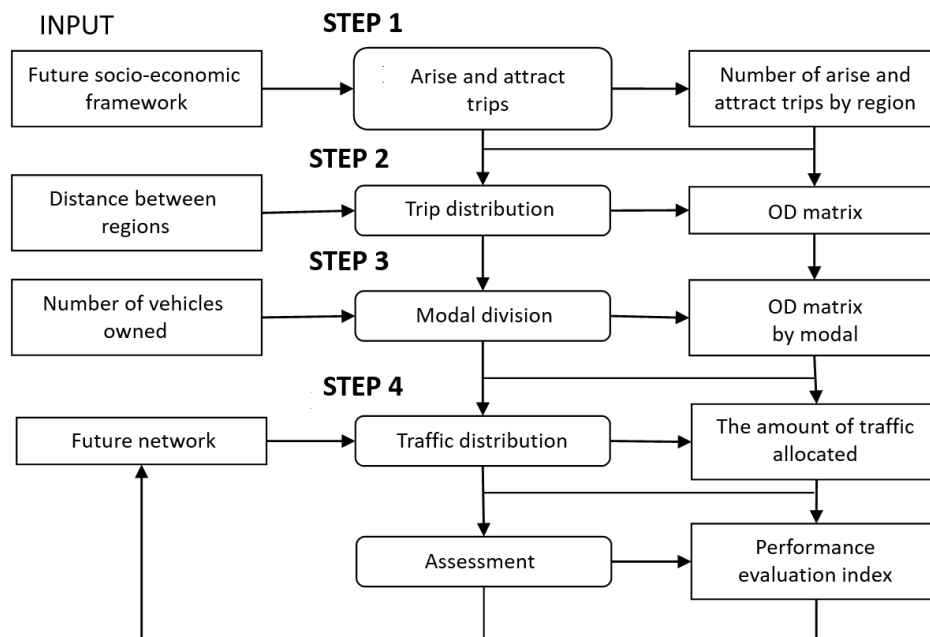 INPUT
STEP 1
Future socio-economic
framework
Arise and attract
trips
Number of arise and
attract trips by region
STEP 2
Distance between
regions
Trip distribution
OD matrix
STEP 3
Number of vehicles
owned
Modal division
OD matrix
by modal
STEP 4
Future network
Traffic distribution
The amount of traffic
allocated
Assessment
Performance
evaluation index